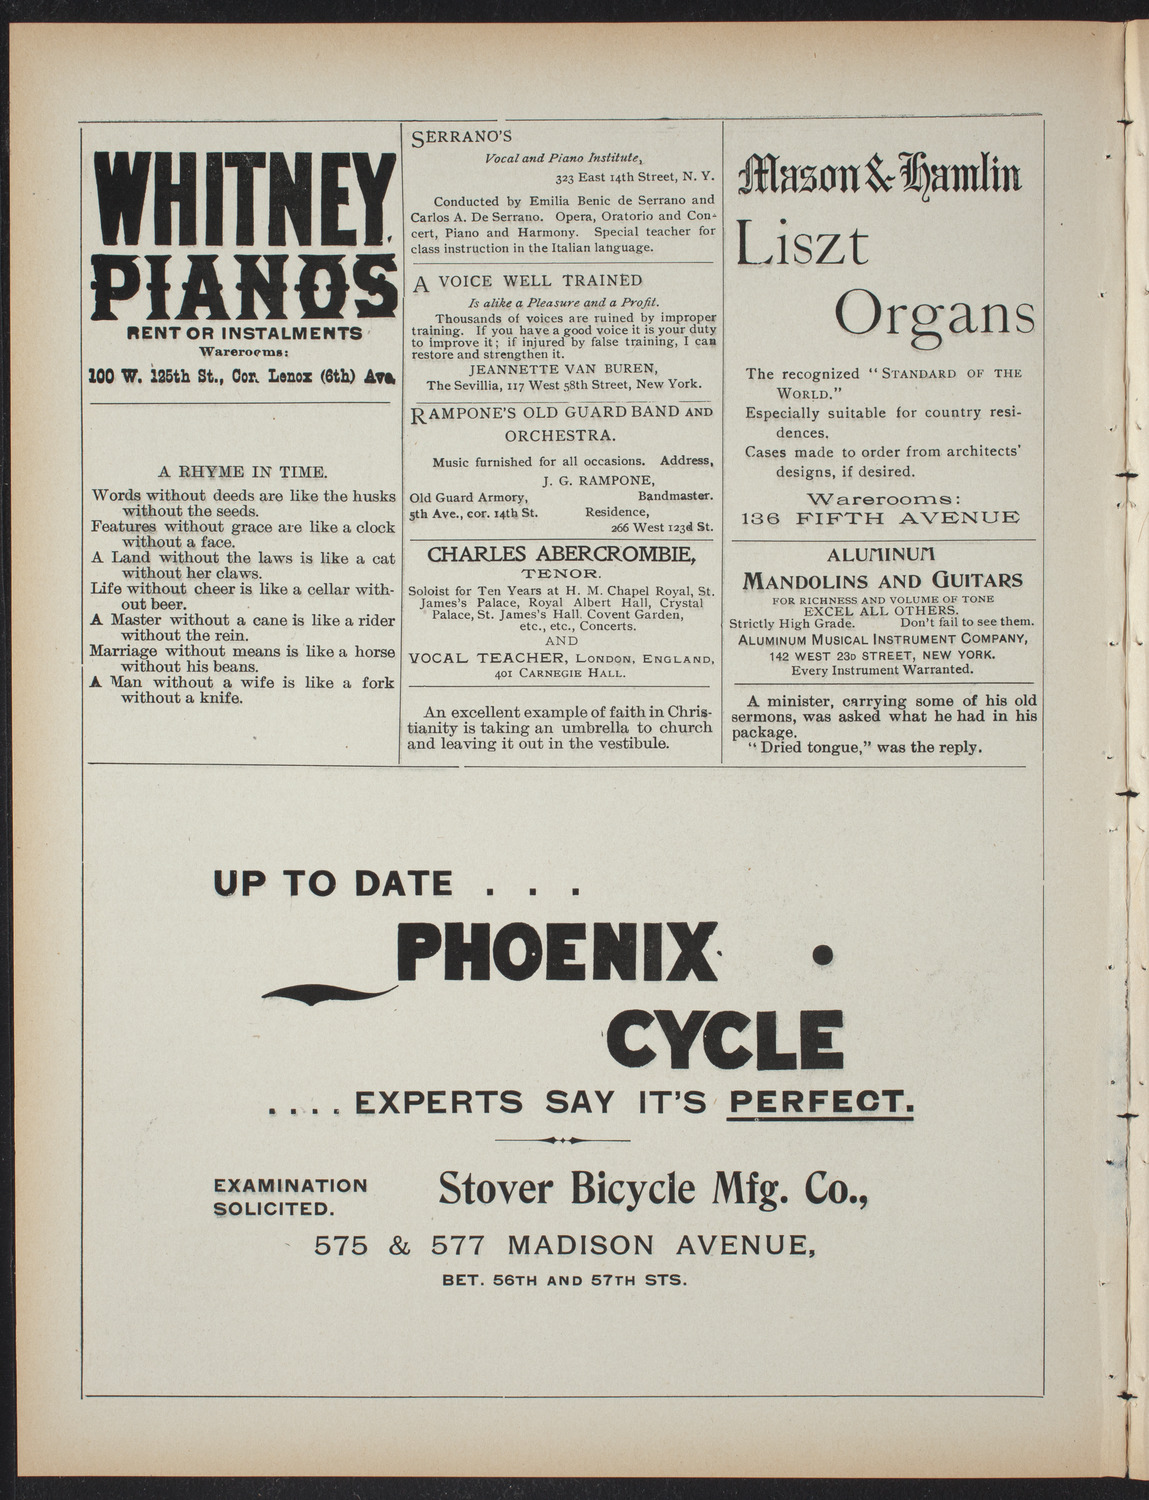 WHITNEY
PIANOS
RENT OR INSTALMENTS
Warerooms:
100 W. 125th St., Cor. Lenox (6th) Ave.
A RHYME IN TIME.
Words without deeds are like the husks
without the seeds.
Features without grace are like a clock
without a face.
A Land without the laws is like a cat
without her claws.
Life without cheer is like a cellar with-
out beer.
A Master without a cane is like a rider
without the rein.
Marriage without means is like a horse
without his beans.
A Man without a wife is like a fork
without a knife.
SERRANO'S
Vocal and Piano Institute,
323 East 14th Street, N. Y.
Conducted by Emilia Benic de Serrano and
Carlos A. De Serrano. Opera, Oratorio and Con-
cert, Piano and Harmony. Special teacher for
class instruction in the Italian language.
A VOICE WELL TRAINED
Is alike a Pleasure and a Profit.
Thousands of voices are ruined by improper
training. If you have a good voice it is your duty
to improve it; if injured by false training, I can
restore and strengthen it.
JEANNETTE VAN BUREN,
The Sevillia, 117 West 58th Street, New York.
RAMPONE'S OLD GUARD BAND AND
ORCHESTRA.
Music furnished for all occasions. Address,
J. G. RAMPONE,
Old Guard Armory, Bandmaster.
5th Ave., cor. 14th St. Residence,
266 West 123d St.
CHARLES ABERCROMBIE,
TENOR.
Soloist for Ten Years at H. M. Chapel Royal, St.
James's Palace, Royal Albert Hall, Crystal
Palace, St. James's Hall. Covent Garden,
etc., etc., Concerts.
AND
VOCAL TEACHER, LONDON, ENGLAND,
401 CARNEGIE HALL.
An excellent example of faith in Chris-
tianity is taking an umbrella to church
and leaving it out in the vestibule.
Mason & Hamlin
Liszt
Organs
The recognized "STANDARD OF THE
WORLD."
Especially suitable for country resi-
dences.
Cases made to order from architects'
designs, if desired.
Warerooms:
136 FIFTH AVENUE
ALUMINUM
MANDOLINS AND GUITARS
FOR RICHNESS AND VOLUME OF TONE
EXCEL ALL OTHERS.
Strictly High Grade. Don't fail to see them.
ALUMINUM MUSICAL INSTRUMENT COMPANY,
142 WEST 23D STREET, NEW YORK.
Every Instrument Warranted.
A minister, carrying some of his old
sermons, was asked what he had in his
package.
"Dried tongue," was the reply.
UP TO DATE . . .
PHOENIX
CYCLE
. . . . EXPERTS SAY IT'S PERFECT.
EXAMINATION
SOLICITED.
Stover Bicycle Mfg. Co.,
575 & 577 MADISON AVENUE,
BET. 56TH AND 57TH STS.